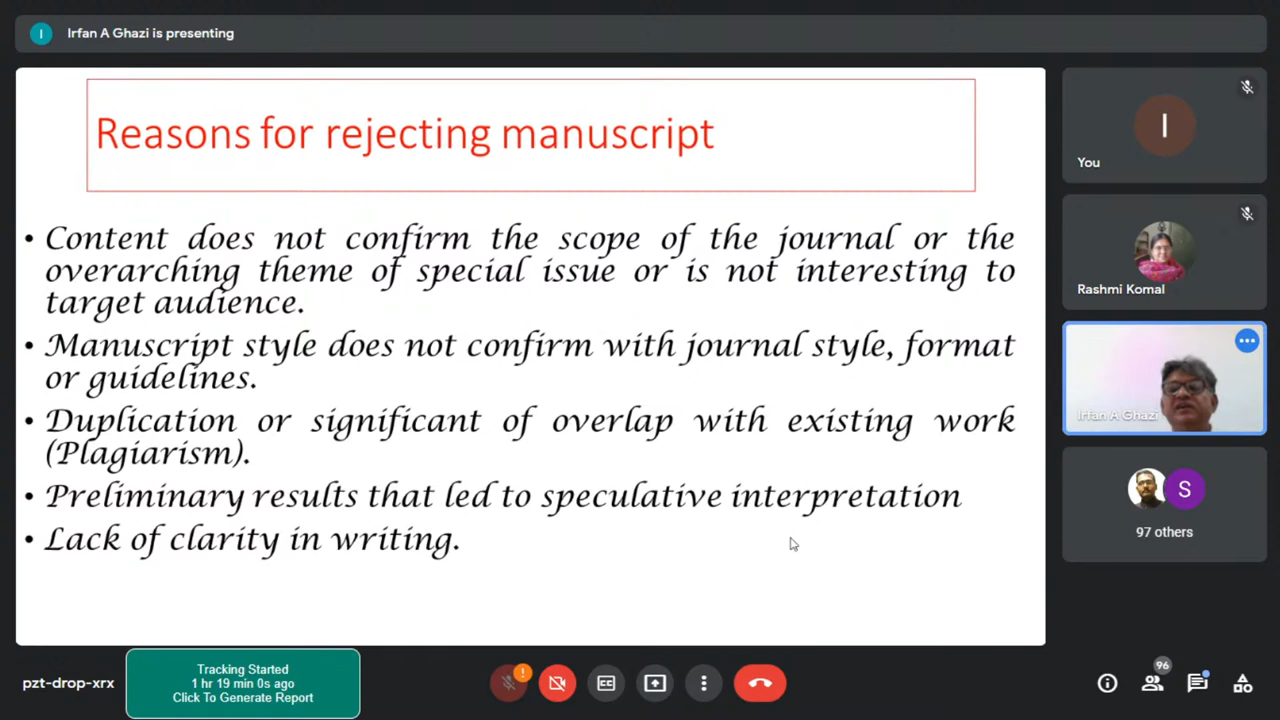 I
Irfan A Ghazi is presenting
Reasons for rejecting manuscript
• Content does not confirm the scope of the journal or the
overarching theme of special issue or is not interesting to
target audience.
• Manuscript style does not confirm with journal style, format
or guidelines.
• Duplication or significant of overlap with existing work
(Plagiarism).
• Preliminary results that led to speculative interpretation
• Lack of clarity in writing.
I
You
Rashmi Komal
Irfan A Ghazi
S
97 others
pzt-drop-xrx
Tracking Started
1 hr 19 min 0s ago
Click To Generate Report
!
CC
96